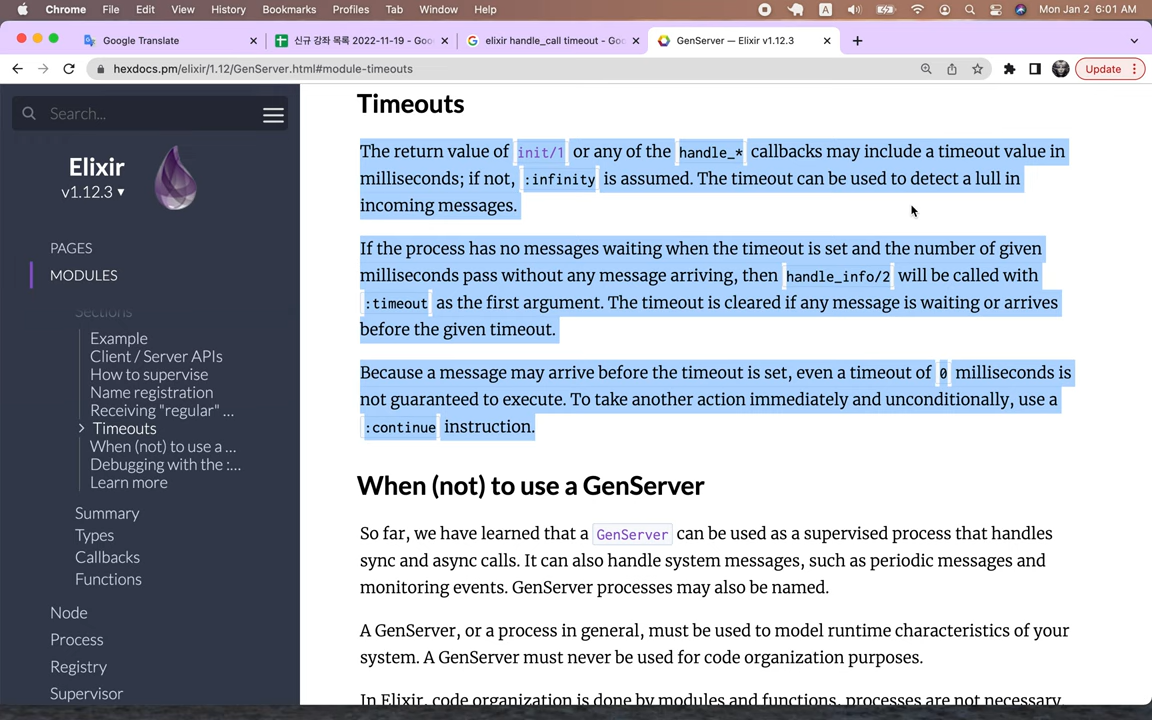 Chrome File Edit View History Bookmarks Profiles Tab Window Help A Mon Jan 2 6:01 AM
Google Translate
신규 강좌 목록 2022-11-19 - Goo
elixir handle_call timeout - Goo
GenServer — Elixir v1.12.3
hexdocs.pm/elixir/1.12/GenServer.html#module-timeouts
Update
Search...
Elixir
v1.12.3
PAGES
MODULES
Sections
Example
Client / Server APIs
How to supervise
Name registration
Receiving "regular" ...
Timeouts
When (not) to use a ...
Debugging with the :...
Learn more
Summary
Types
Callbacks
Functions
Node
Process
Registry
Supervisor
Timeouts
The return value of init/1 or any of the handle_* callbacks may include a timeout value in
milliseconds; if not, :infinity is assumed. The timeout can be used to detect a lull in
incoming messages.
If the process has no messages waiting when the timeout is set and the number of given
milliseconds pass without any message arriving, then handle_info/2 will be called with
:timeout as the first argument. The timeout is cleared if any message is waiting or arrives
before the given timeout.
Because a message may arrive before the timeout is set, even a timeout of 0 milliseconds is
not guaranteed to execute. To take another action immediately and unconditionally, use a
:continue instruction.
When (not) to use a GenServer
So far, we have learned that a GenServer can be used as a supervised process that handles
sync and async calls. It can also handle system messages, such as periodic messages and
monitoring events. GenServer processes may also be named.
A GenServer, or a process in general, must be used to model runtime characteristics of your
system. A GenServer must never be used for code organization purposes.
In Elixir, code organization is done by modules and functions, processes are not necessary